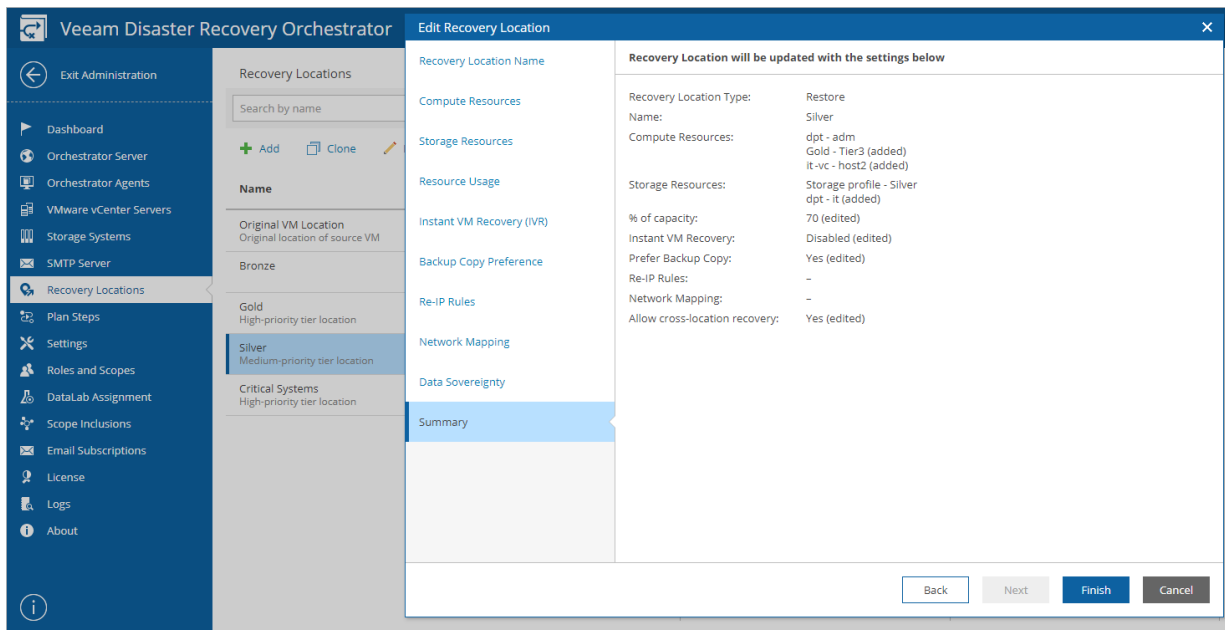 Veeam Disaster Recovery Orchestrator
Exit Administration
Dashboard
Orchestrator Server
Orchestrator Agents
VMware vCenter Servers
Storage Systems
SMTP Server
Recovery Locations
Plan Steps
Settings
Roles and Scopes
DataLab Assignment
Scope Inclusions
Email Subscriptions
License
Logs
About
Recovery Locations
Search by name
Add Clone
Name
Original VM Location
Original location of source VM
Bronze
Gold
High-priority tier location
Silver
Medium-priority tier location
Critical Systems
High-priority tier location
Edit Recovery Location
Recovery Location Name
Compute Resources
Storage Resources
Resource Usage
Instant VM Recovery (IVR)
Backup Copy Preference
Re-IP Rules
Network Mapping
Data Sovereignty
Summary
Recovery Location will be updated with the settings below
Recovery Location Type: Restore
Name: Silver
Compute Resources: dpt - adm
Gold - Tier3 (added)
it-vc - host2 (added)
Storage Resources: Storage profile - Silver
dpt - it (added)
% of capacity: 70 (edited)
Instant VM Recovery: Disabled (edited)
Prefer Backup Copy: Yes (edited)
Re-IP Rules: –
Network Mapping: –
Allow cross-location recovery: Yes (edited)
Back Next Finish Cancel